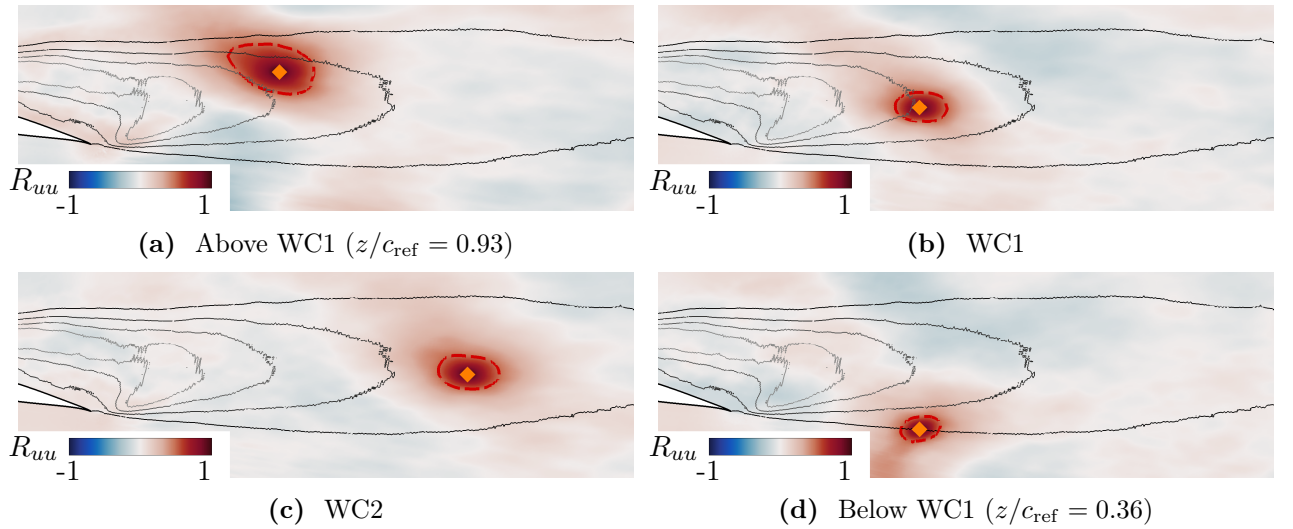 R_uu -1 1
R_uu -1 1
(a) Above WC1 (z/c_ref = 0.93)
(b) WC1
R_uu -1 1
R_uu -1 1
(c) WC2
(d) Below WC1 (z/c_ref = 0.36)